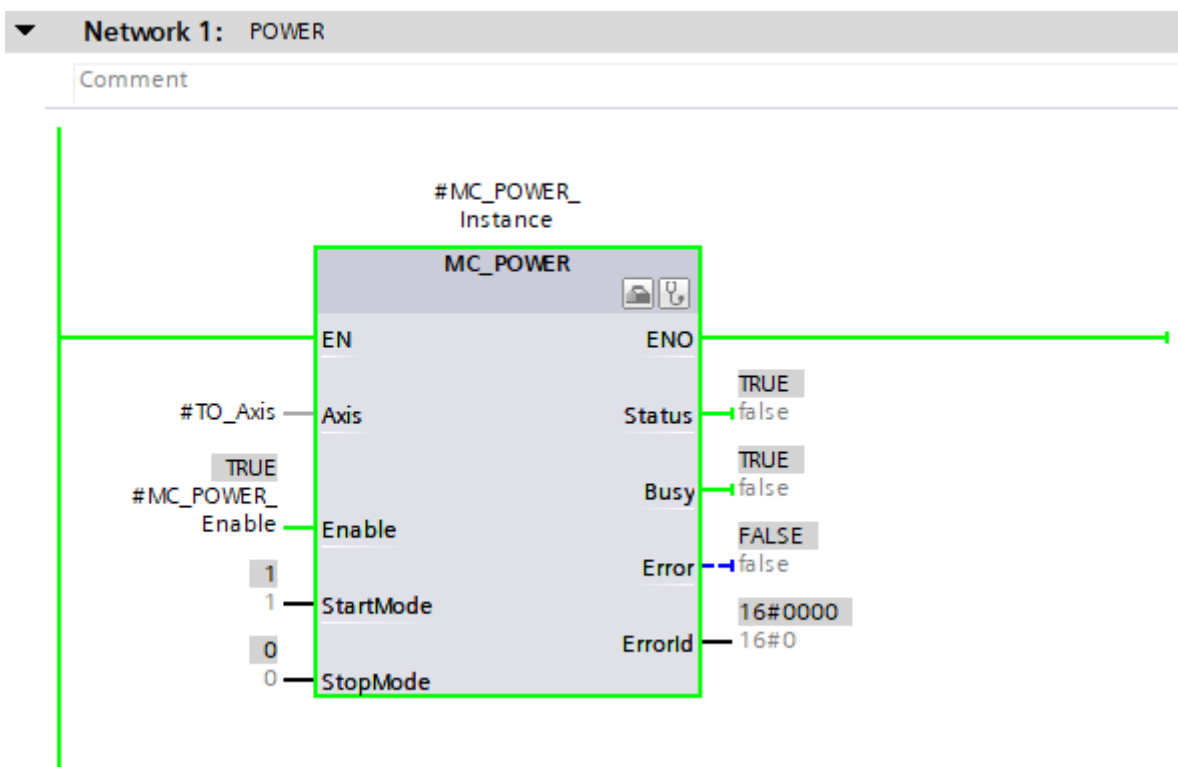 Network 1: POWER
Comment
#MC_POWER_
Instance
MC_POWER
EN
ENO
TRUE
#TO_Axis
Axis
Status
false
TRUE
TRUE
#MC_POWER_
Busy
false
Enable
Enable
FALSE
Error
false
1
1
StartMode
16#0000
ErrorId
16#0
0
0
StopMode